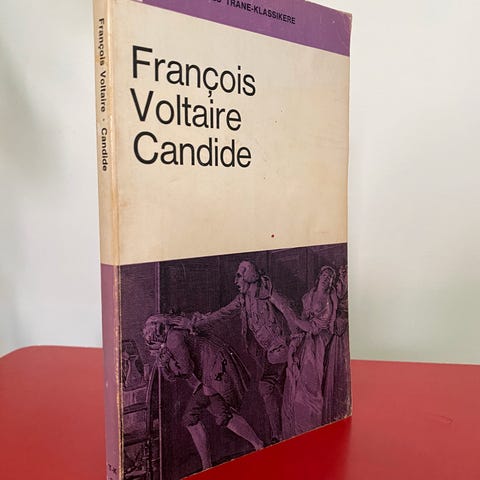 TRANE-KLASSIKERE
François
Voltaire
Candide
François Voltaire · Candide
T-K